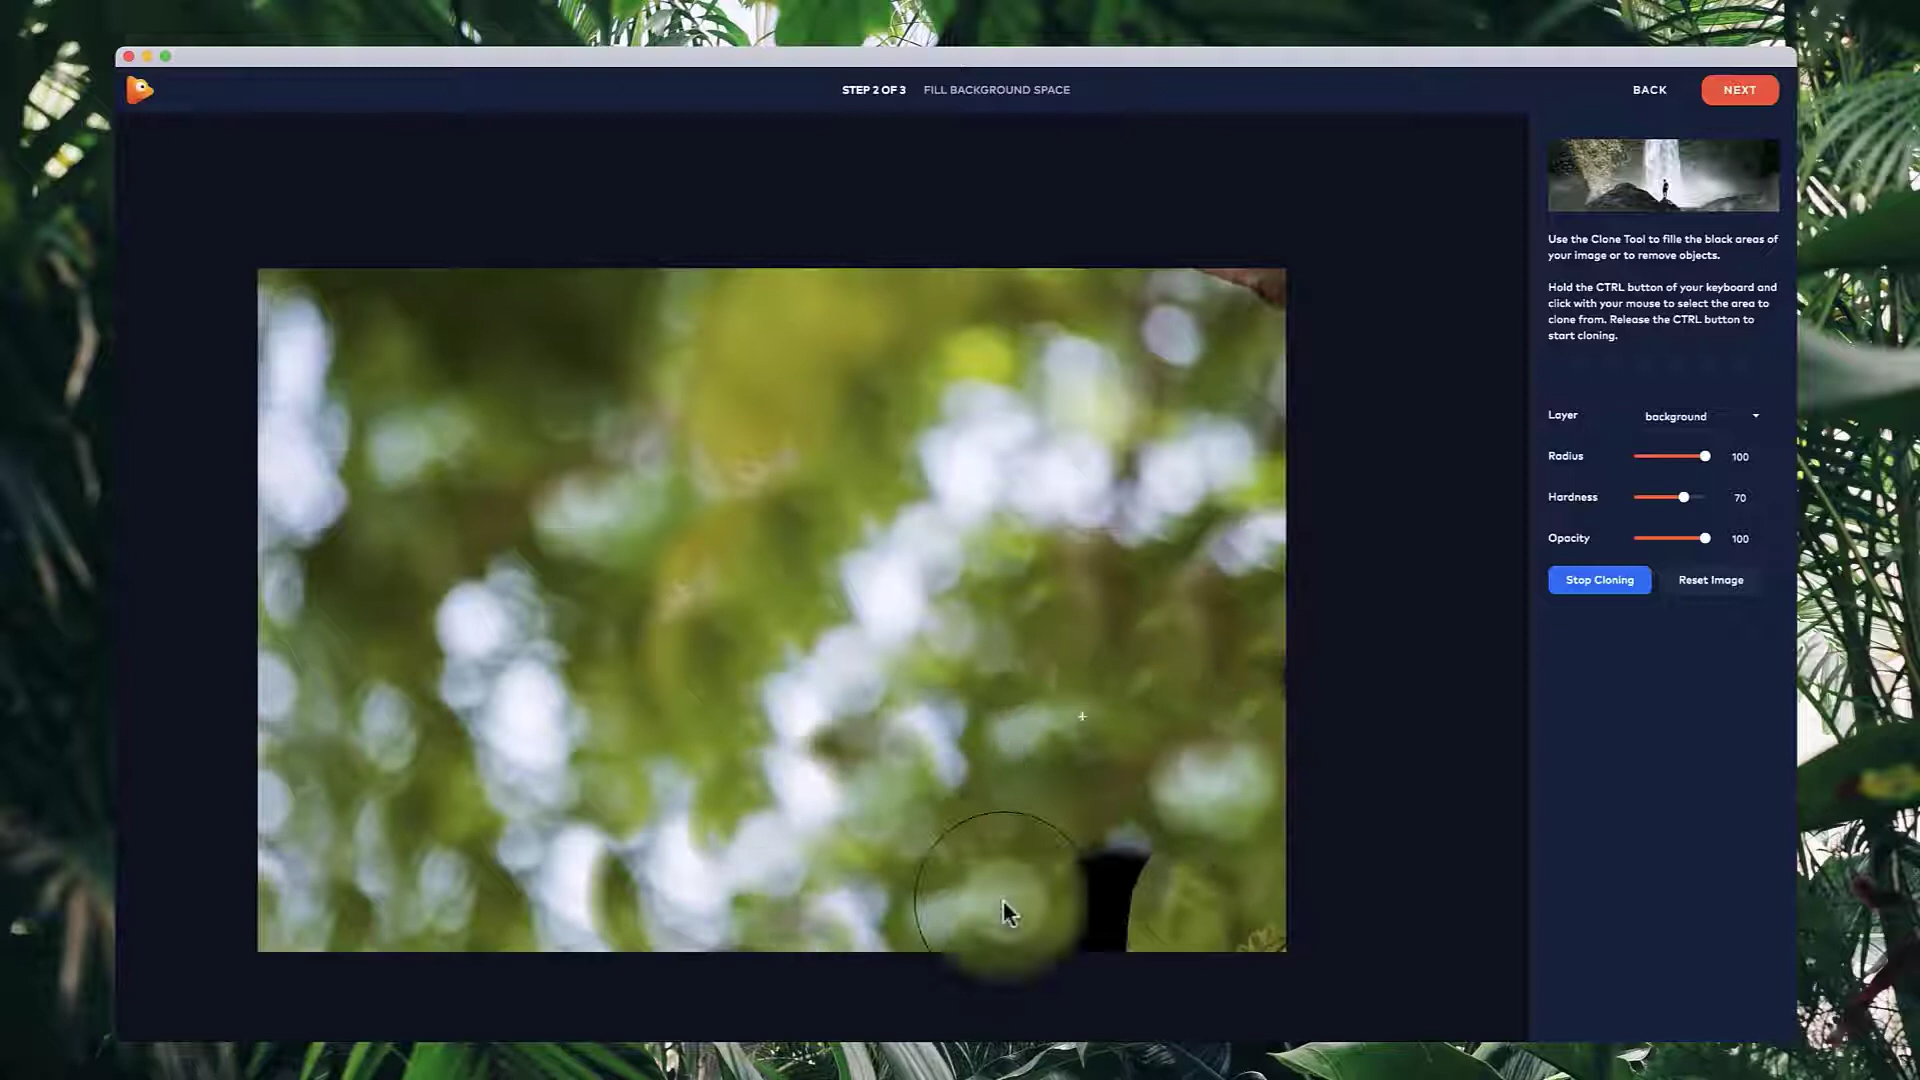 STEP 2 OF 3 FILL BACKGROUND SPACE
BACK
NEXT
Use the Clone Tool to fille the black areas of
your image or to remove objects.
Hold the CTRL button of your keyboard and
click with your mouse to select the area to
clone from. Release the CTRL button to
start cloning.
Layer background
Radius 100
Hardness 70
Opacity 100
Stop Cloning
Reset Image